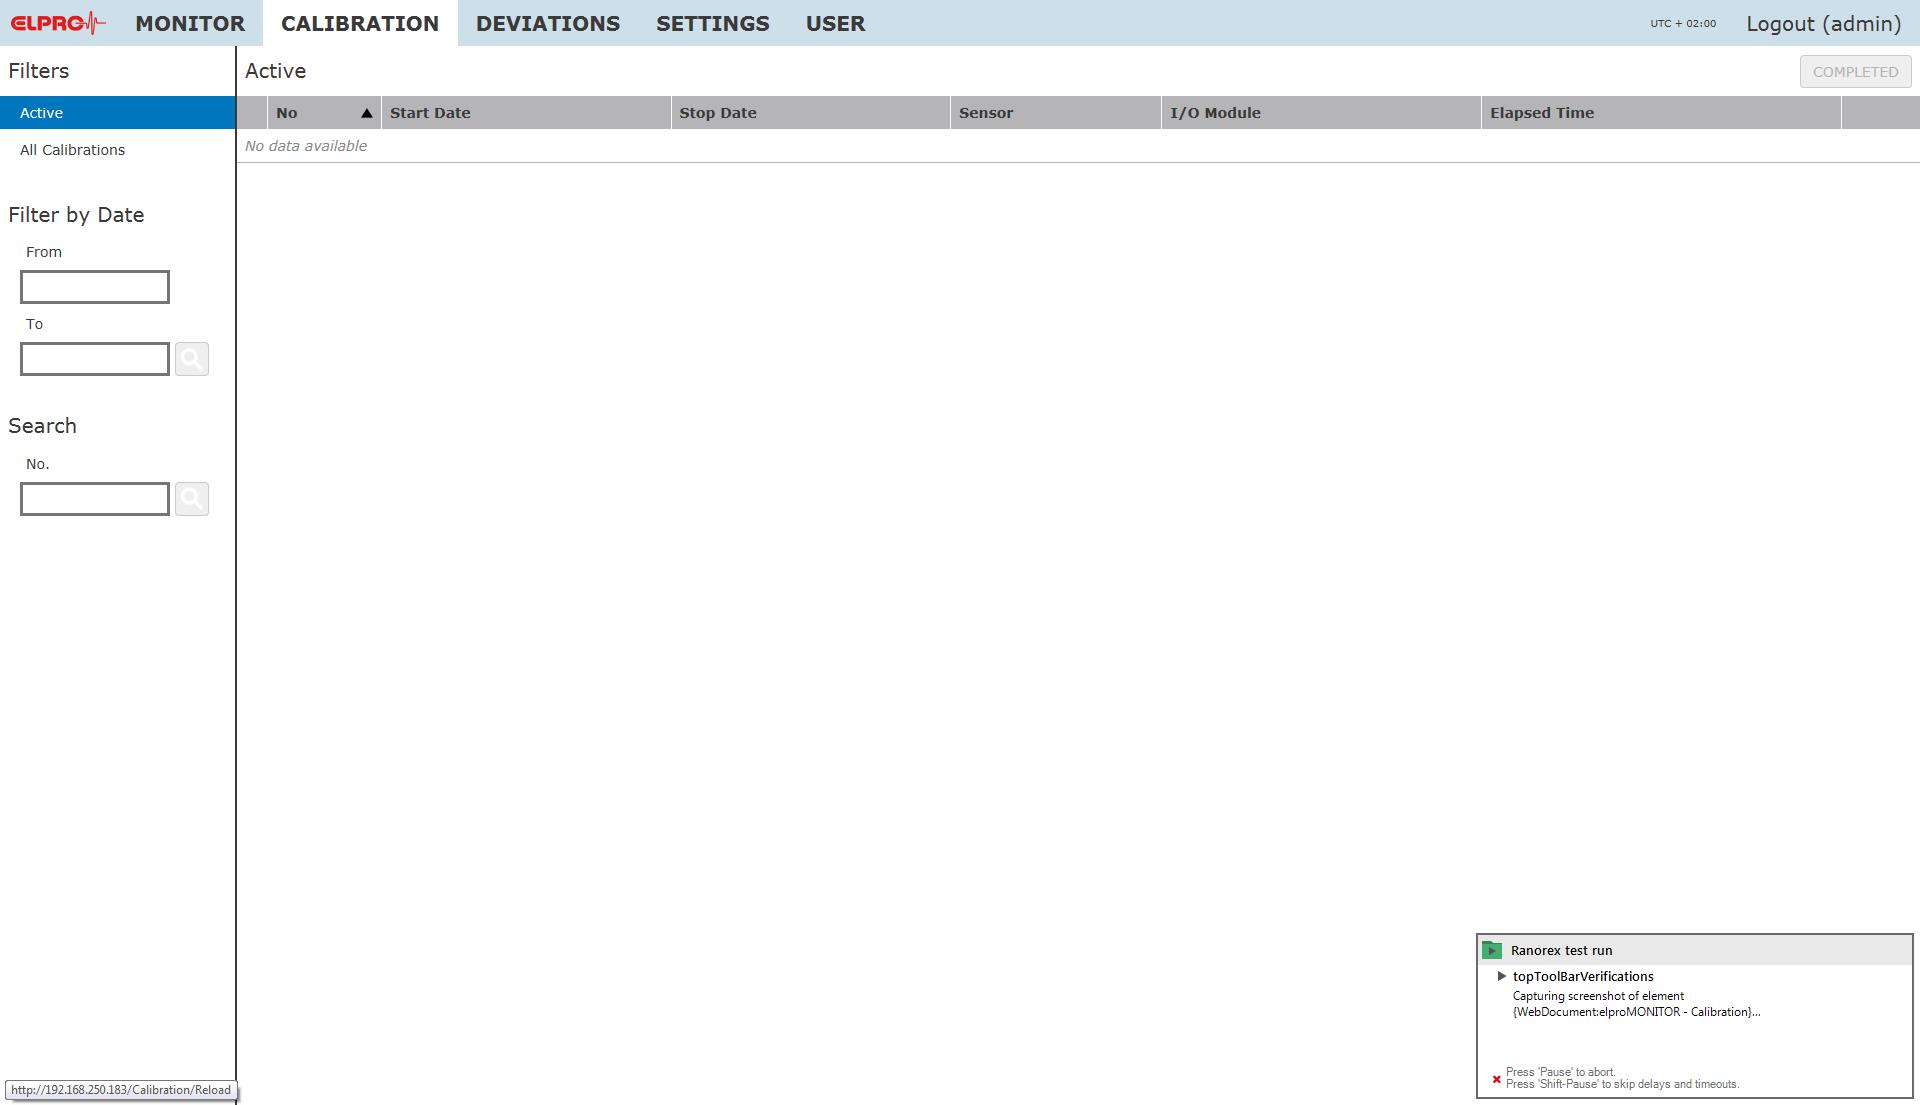 ELPRO MONITOR CALIBRATION DEVIATIONS SETTINGS USER UTC + 02:00 Logout (admin)
Filters
Active
All Calibrations
Filter by Date
From
To
Search
No.
Active COMPLETED
No Start Date Stop Date Sensor I/O Module Elapsed Time
No data available
Ranorex test run
topToolBarVerifications
Capturing screenshot of element
{WebDocument:elproMONITOR - Calibration}...
Press 'Pause' to abort.
Press 'Shift-Pause' to skip delays and timeouts.
http://192.168.250.183/Calibration/Reload